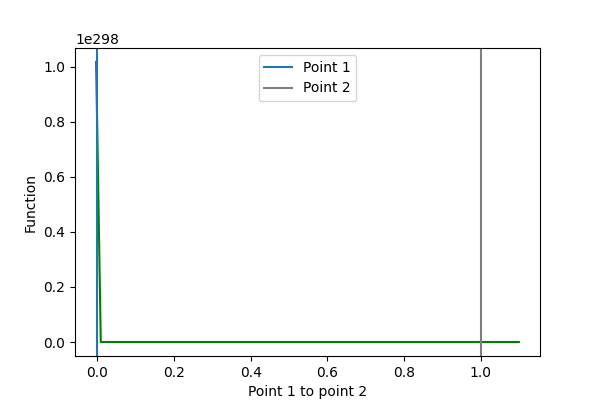 1e298
1.0
0.8
0.6
0.4
0.2
0.0
Function
Point 1
Point 2
0.0 0.2 0.4 0.6 0.8 1.0
Point 1 to point 2